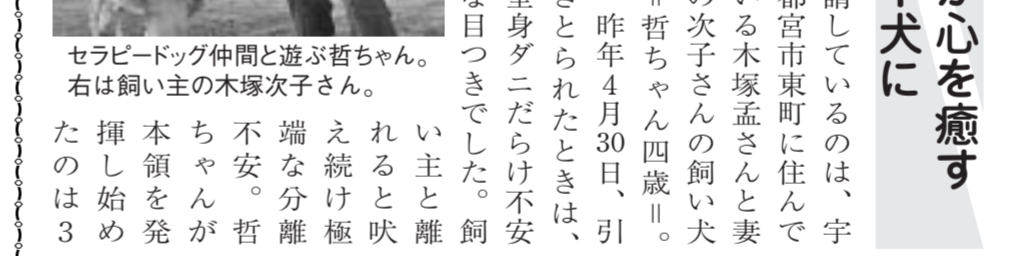 心を癒す
犬に
しているのは、宇
都宮市東町に住んで
いる木塚孟さんと妻
の次子さんの飼い犬
＝哲ちゃん四歳＝。
昨年4月30日、引
きとられたときは、
全身ダニだらけ不安
な目つきでした。飼
い主と離
れると吠
え続け極
端な分離
不安。哲
ちゃんが
本領を発
揮し始め
たのは3
セラピードッグ仲間と遊ぶ哲ちゃん。
右は飼い主の木塚次子さん。